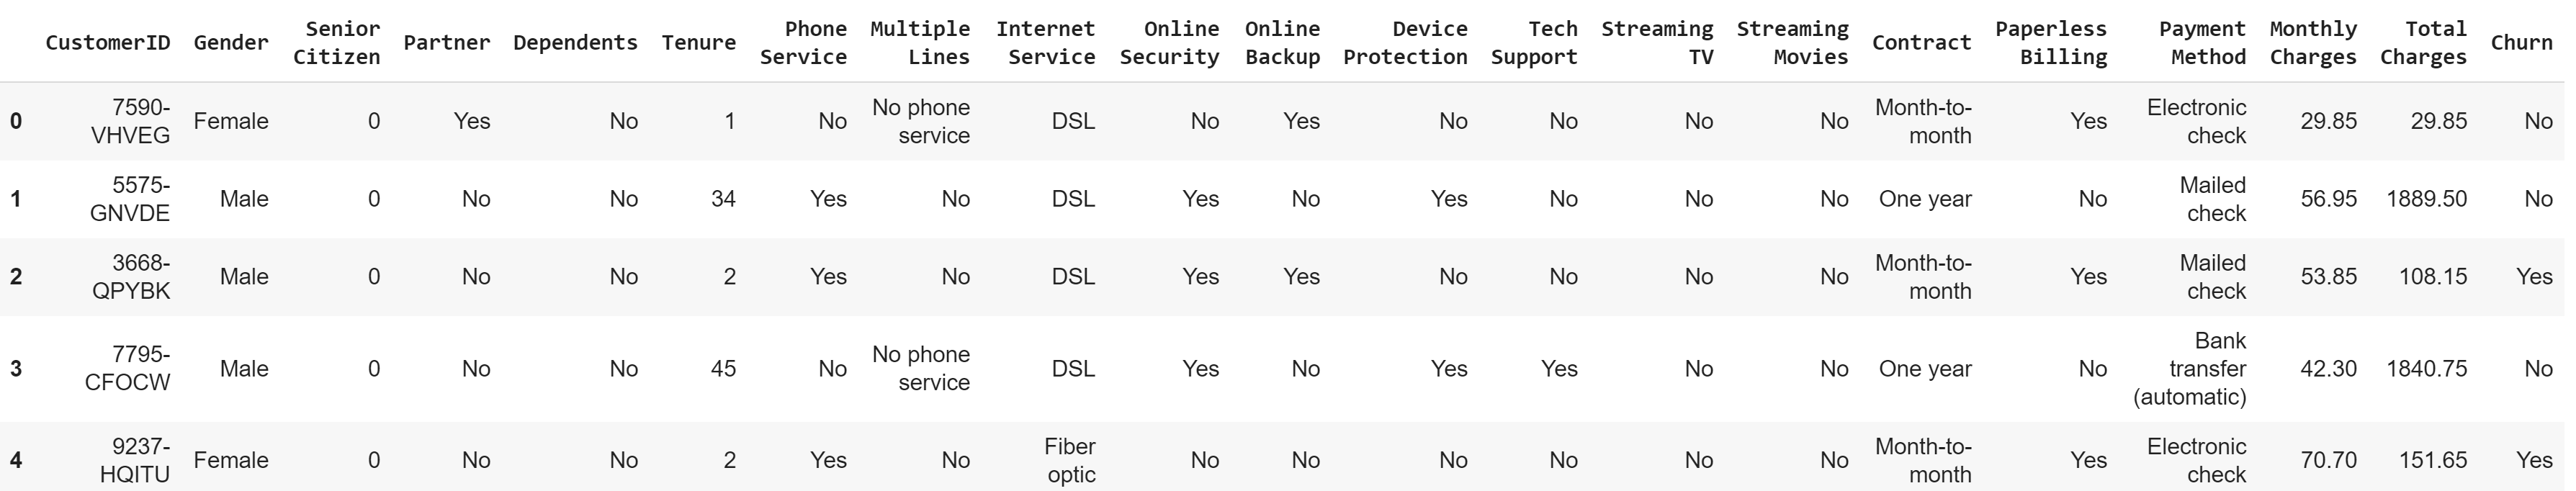 CustomerID Gender Senior Citizen Partner Dependents Tenure Phone Service Multiple Lines Internet Service Online Security Online Backup Device Protection Tech Support Streaming TV Streaming Movies Contract Paperless Billing Payment Method Monthly Charges Total Charges Churn
0 7590-VHVEG Female 0 Yes No 1 No No phone service DSL No Yes No No No No Month-to-month Yes Electronic check 29.85 29.85 No
1 5575-GNVDE Male 0 No No 34 Yes No DSL Yes No Yes No No No One year No Mailed check 56.95 1889.50 No
2 3668-QPYBK Male 0 No No 2 Yes No DSL Yes Yes No No No No Month-to-month Yes Mailed check 53.85 108.15 Yes
3 7795-CFOCW Male 0 No No 45 No No phone service DSL Yes No Yes Yes No No One year No Bank transfer (automatic) 42.30 1840.75 No
4 9237-HQITU Female 0 No No 2 Yes No Fiber optic No No No No No No Month-to-month Yes Electronic check 70.70 151.65 Yes